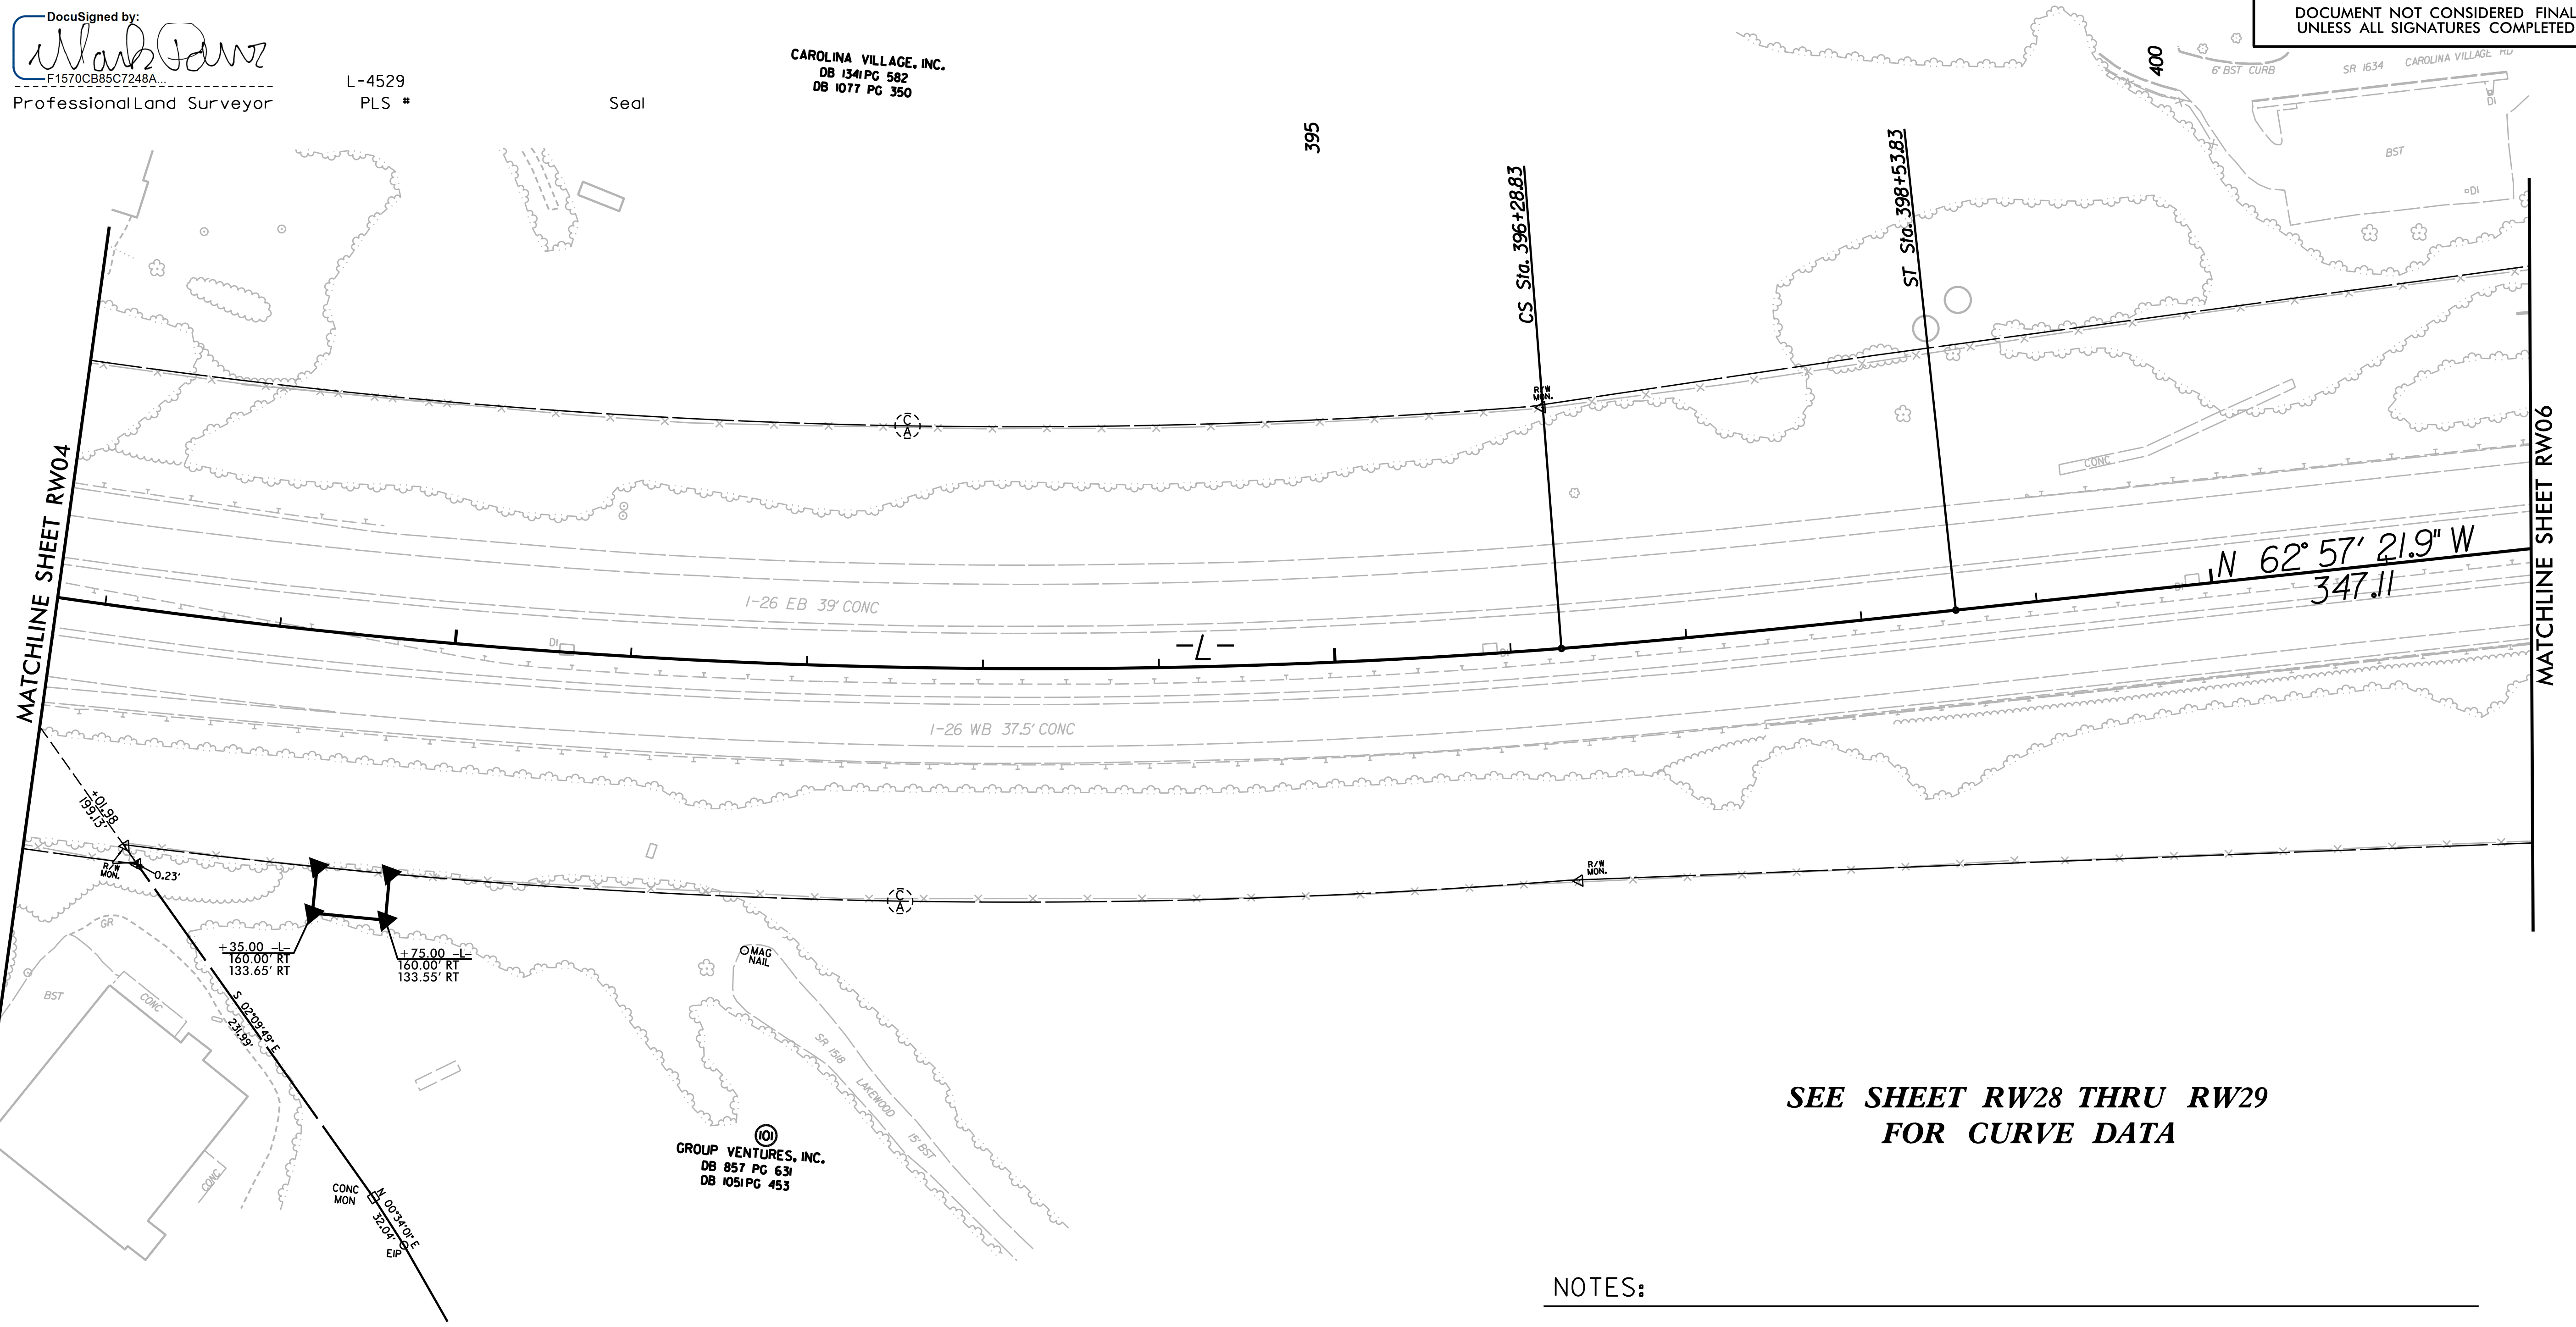 DocuSigned by:
F1570CB85C7248A...
Professional Land Surveyor
L-4529
PLS #
Seal
CAROLINA VILLAGE, INC.
DB 1341 PG 582
DB 1077 PG 350
DOCUMENT NOT CONSIDERED FINAL
UNLESS ALL SIGNATURES COMPLETED
395
400
6" BST CURB
SR 1634 CAROLINA VILLAGE RD
DI
BST
DI
CS Sta. 396+28.83
ST Sta. 398+53.83
R/W
MON.
C
A
CONC
MATCHLINE SHEET RW04
MATCHLINE SHEET RW06
N 62° 57' 21.9" W
347.11
DI
I-26 EB 39' CONC
DI
-L-
DI
I-26 WB 37.5' CONC
+01.98
199.13'
R/W
MON.
0.23'
R/W
MON.
C
A
+35.00 -L-
160.00' RT
133.65' RT
+75.00 -L-
160.00' RT
133.55' RT
GR
BST
CONC
MAG
NAIL
S 02°09'49" E
231.99'
SR 1518 LAKEWOOD 15' BST
CONC
101
GROUP VENTURES, INC.
DB 857 PG 631
DB 1051 PG 453
CONC
MON
N 00°34'01" E
32.04'
EIP
SEE SHEET RW28 THRU RW29
FOR CURVE DATA
NOTES: